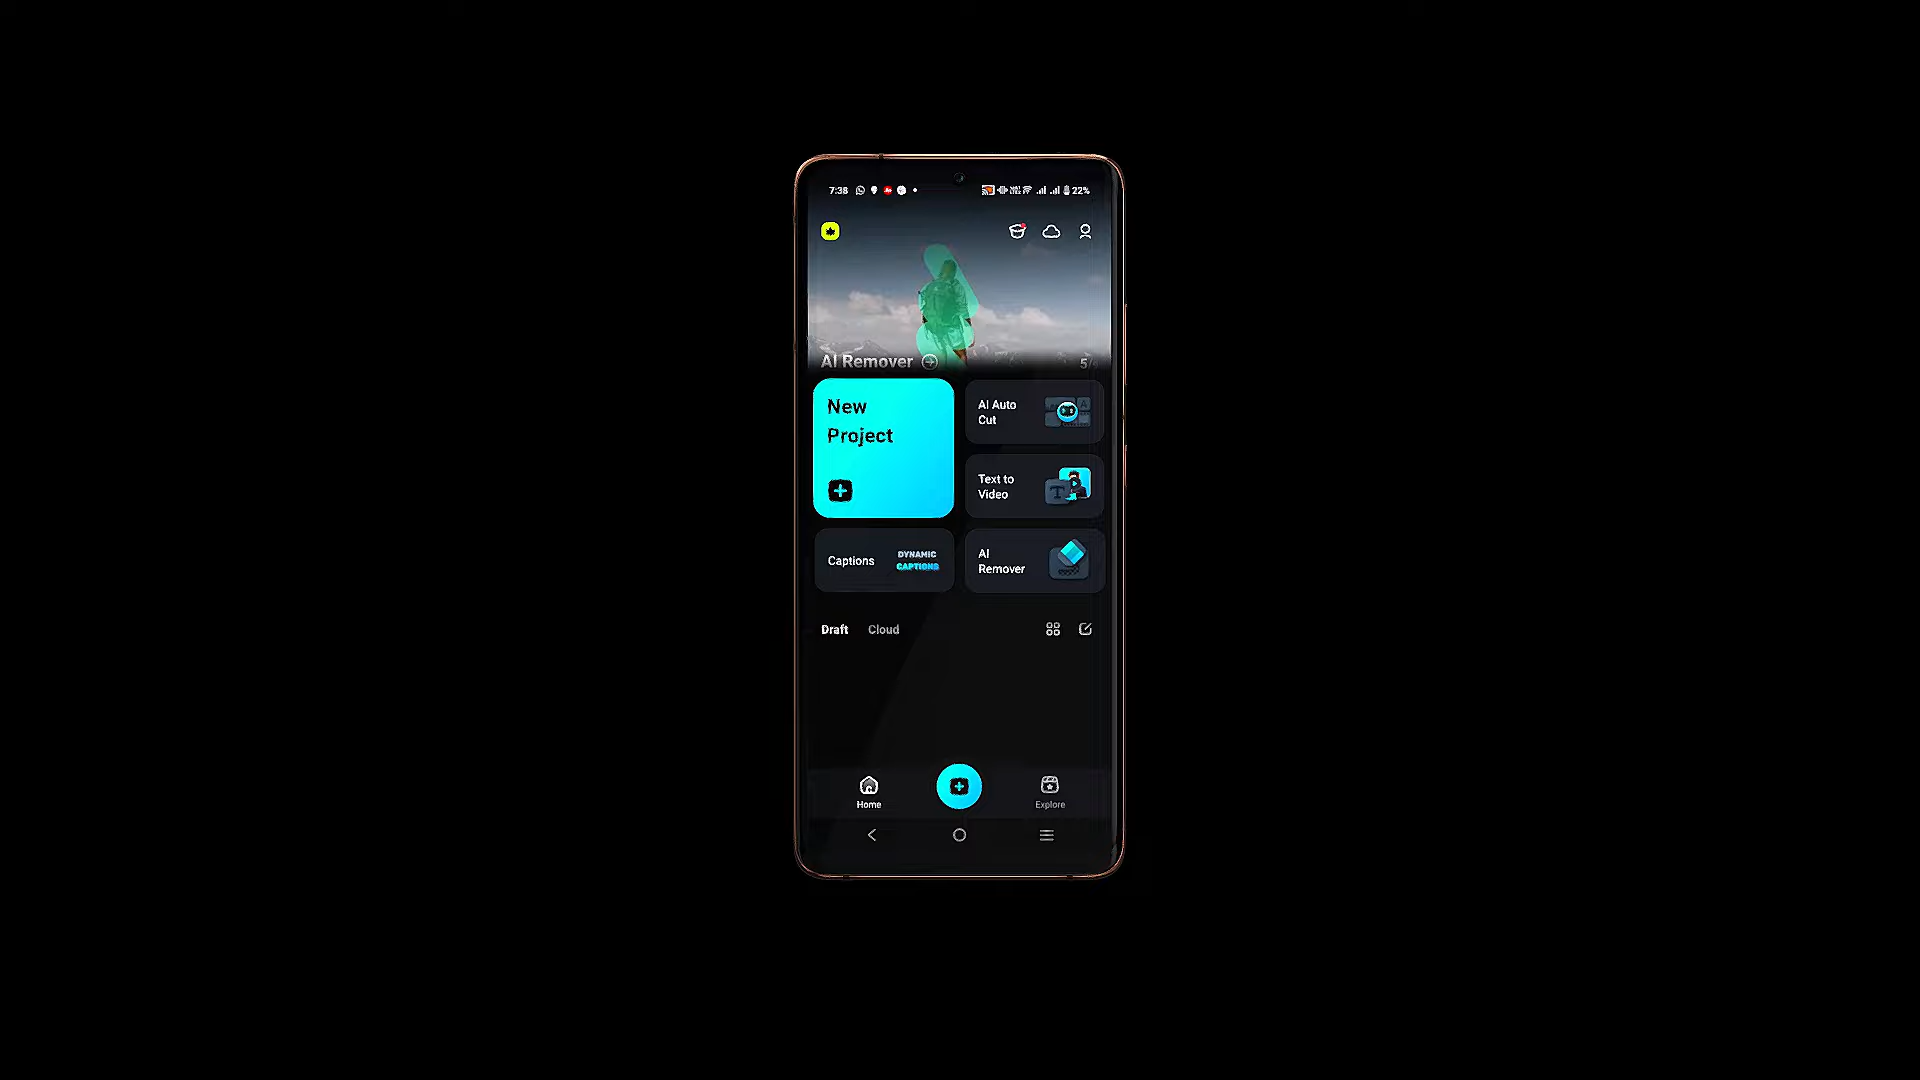 7:38
22%
AI Remover
5
New
Project
AI Auto
Cut
Text to
Video
Captions
DYNAMIC
CAPTIONS
AI
Remover
Draft
Cloud
Home
Explore